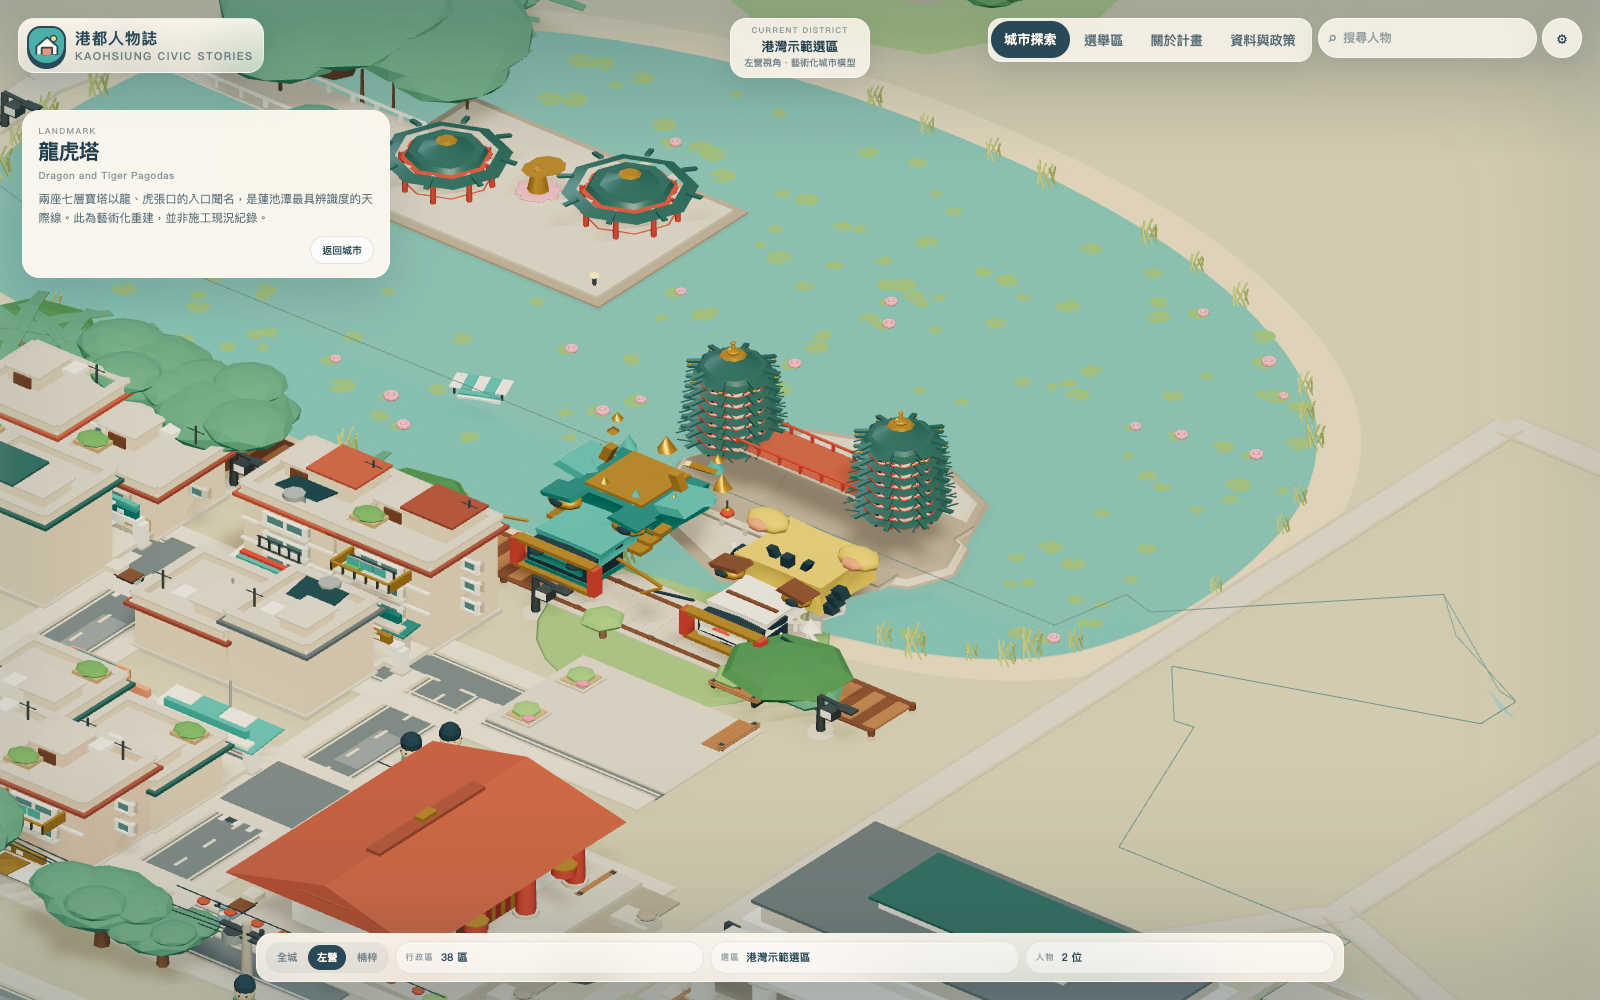 港都人物誌
KAOHSIUNG CIVIC STORIES
CURRENT DISTRICT
港灣示範選區
左營視角 · 藝術化城市模型
城市探索
選舉區
關於計畫
資料與政策
搜尋人物
LANDMARK
龍虎塔
Dragon and Tiger Pagodas
兩座七層寶塔以龍、虎張口的入口聞名，是蓮池潭最具辨識度的天
際線。此為藝術化重建，並非施工現況紀錄。
返回城市
全城
左營
楠梓
行政區 38 區
選區 港灣示範選區
人物 2 位